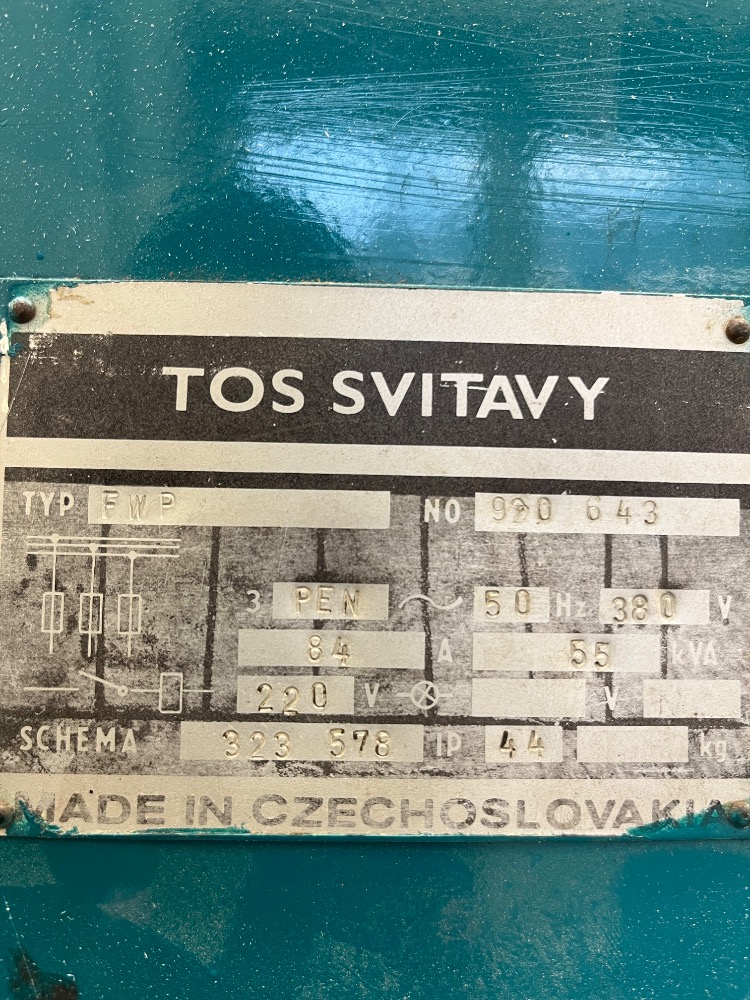 TOS SVITAVY
TYP FWP NO 920 643
3 PEN ~ 50 Hz 380 V
84 A 55 kVA
220 V V
SCHEMA 323 578 IP 44 kg
MADE IN CZECHOSLOVAKIA